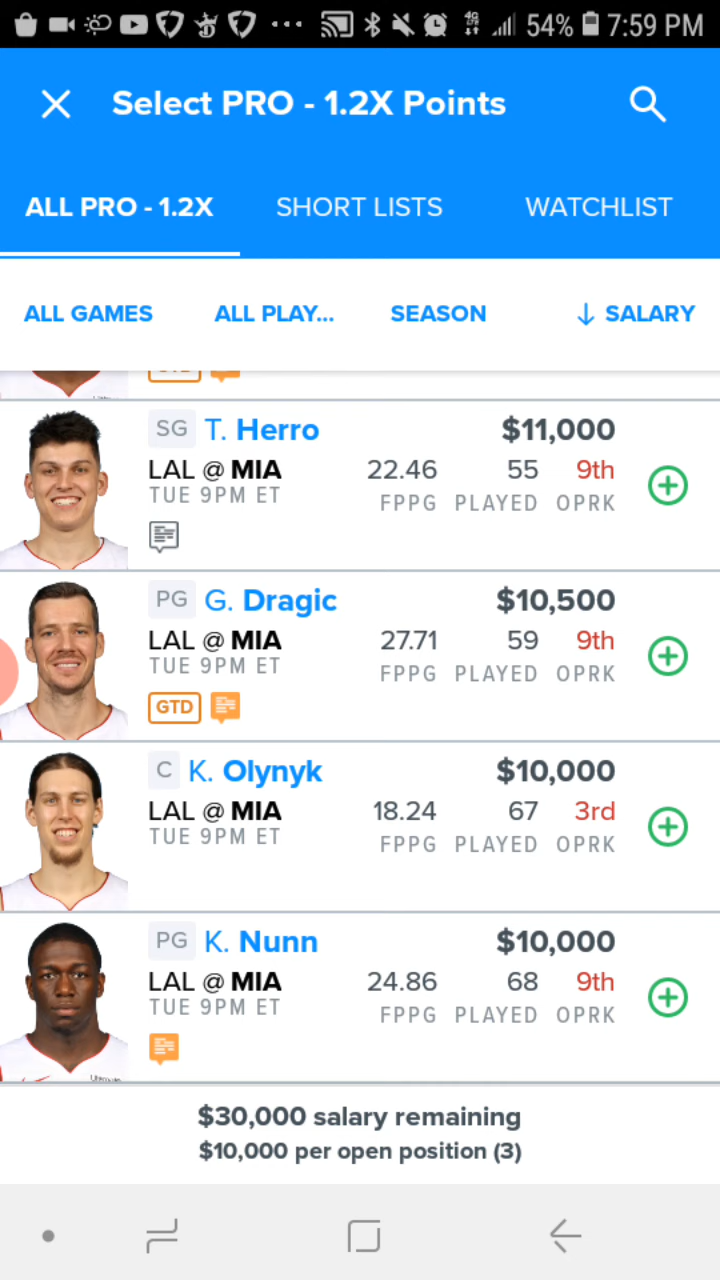 54% 7:59 PM
Select PRO - 1.2X Points
ALL PRO - 1.2X SHORT LISTS WATCHLIST
ALL GAMES ALL PLAY... SEASON ↓ SALARY
SG T. Herro $11,000
LAL @ MIA 22.46 55 9th
TUE 9PM ET FPPG PLAYED OPRK
PG G. Dragic $10,500
LAL @ MIA 27.71 59 9th
TUE 9PM ET FPPG PLAYED OPRK
GTD
C K. Olynyk $10,000
LAL @ MIA 18.24 67 3rd
TUE 9PM ET FPPG PLAYED OPRK
PG K. Nunn $10,000
LAL @ MIA 24.86 68 9th
TUE 9PM ET FPPG PLAYED OPRK
$30,000 salary remaining
$10,000 per open position (3)